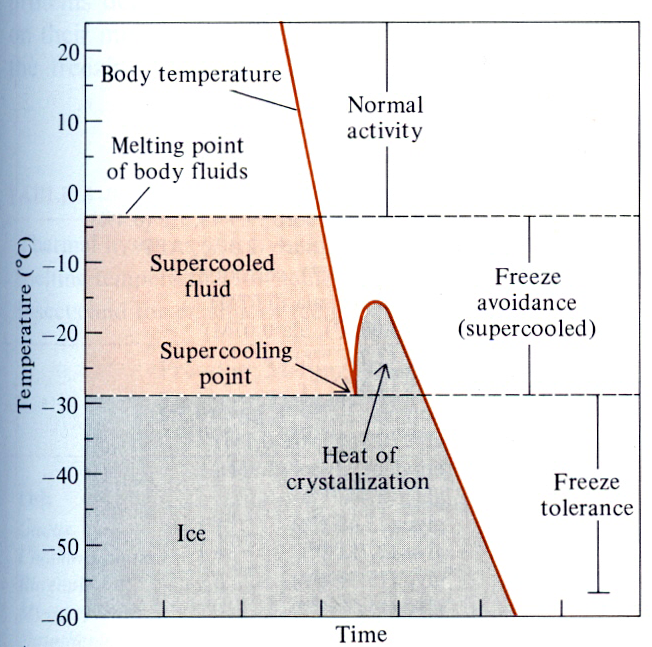 20
10
0
−10
−20
−30
−40
−50
−60
Temperature (°C)
Time
Body temperature
Normal
activity
Melting point
of body fluids
Supercooled
fluid
Freeze
avoidance
(supercooled)
Supercooling
point
Heat of
crystallization
Freeze
tolerance
Ice